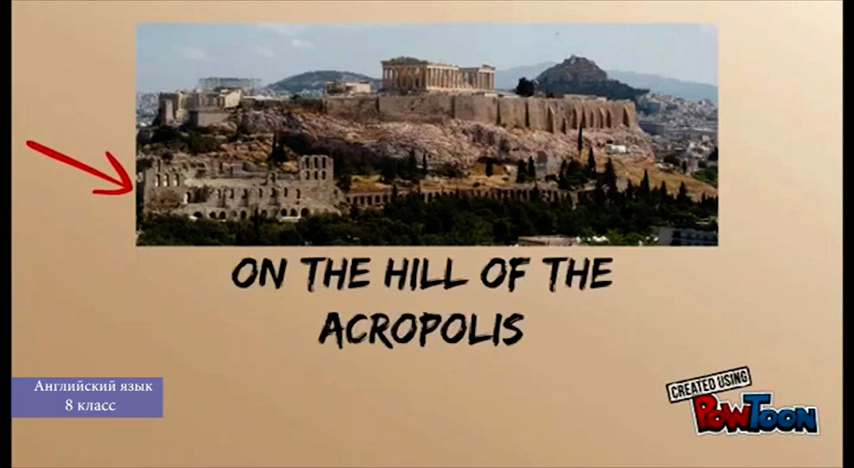 ON THE HILL OF THE
ACROPOLIS
Английский язык
8 класс
CREATED USING
POWTOON